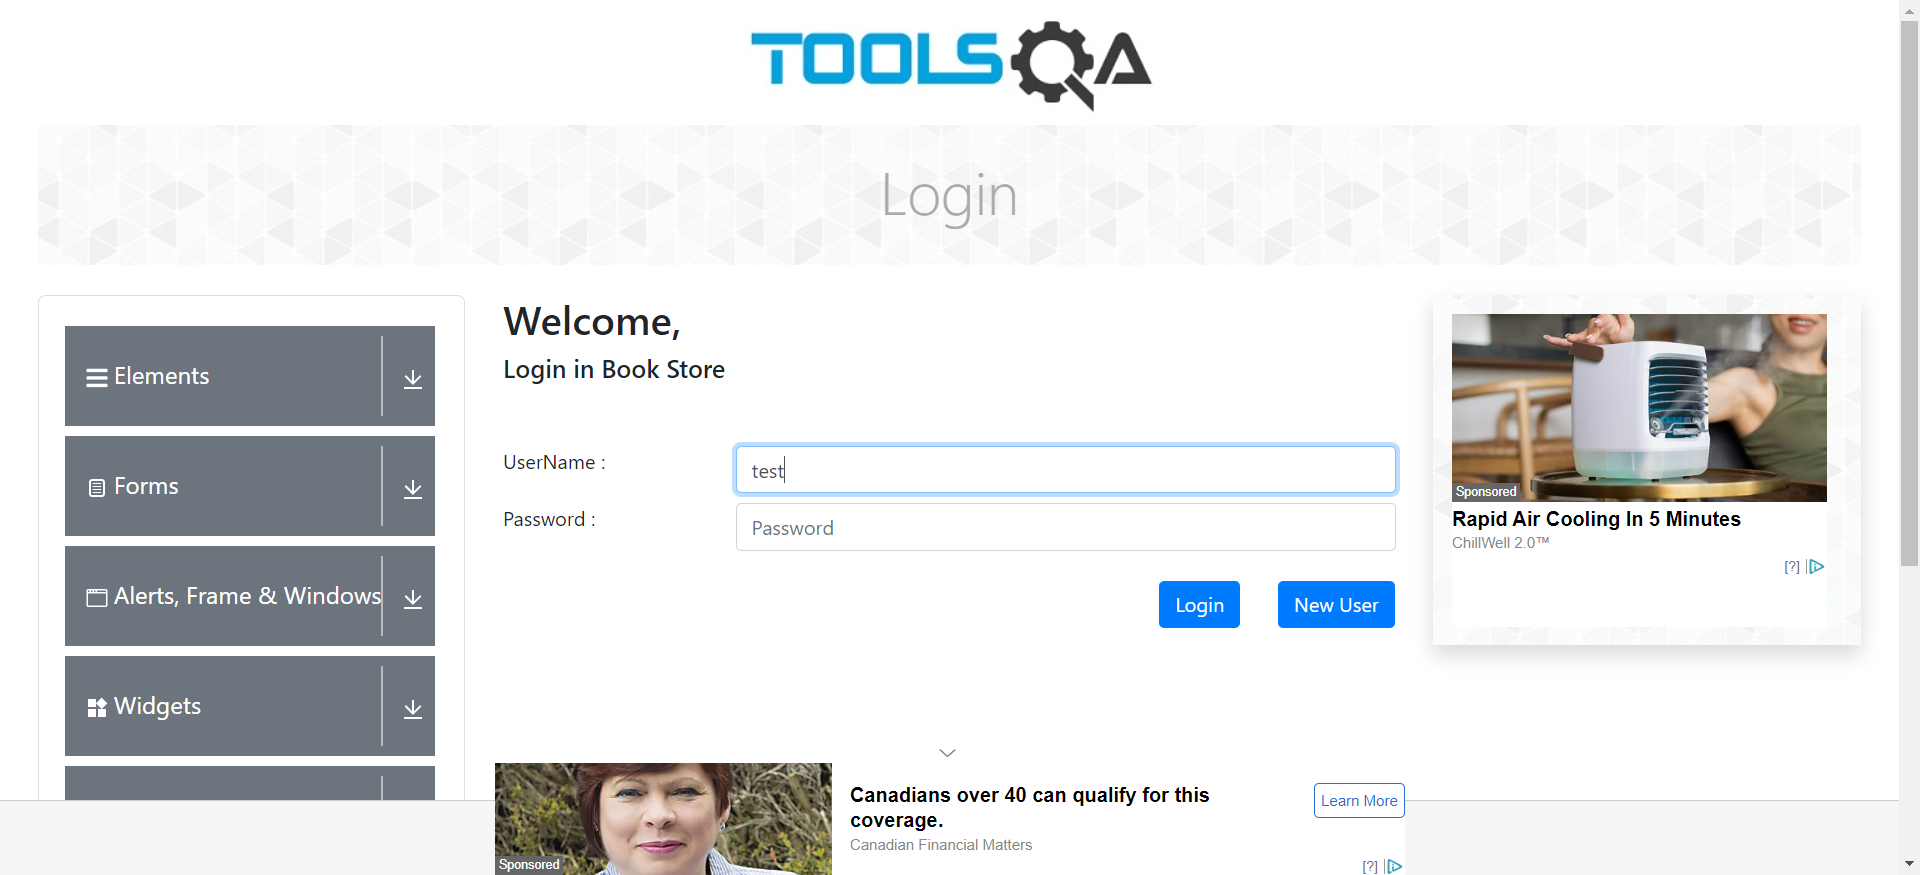 TOOLSQA
Login
Elements
Forms
Alerts, Frame & Windows
Widgets
Welcome,
Login in Book Store
UserName :
test
Password :
Password
Login
New User
Sponsored
Rapid Air Cooling In 5 Minutes
ChillWell 2.0™
[?]
Sponsored
Canadians over 40 can qualify for this
coverage.
Canadian Financial Matters
Learn More
[?]